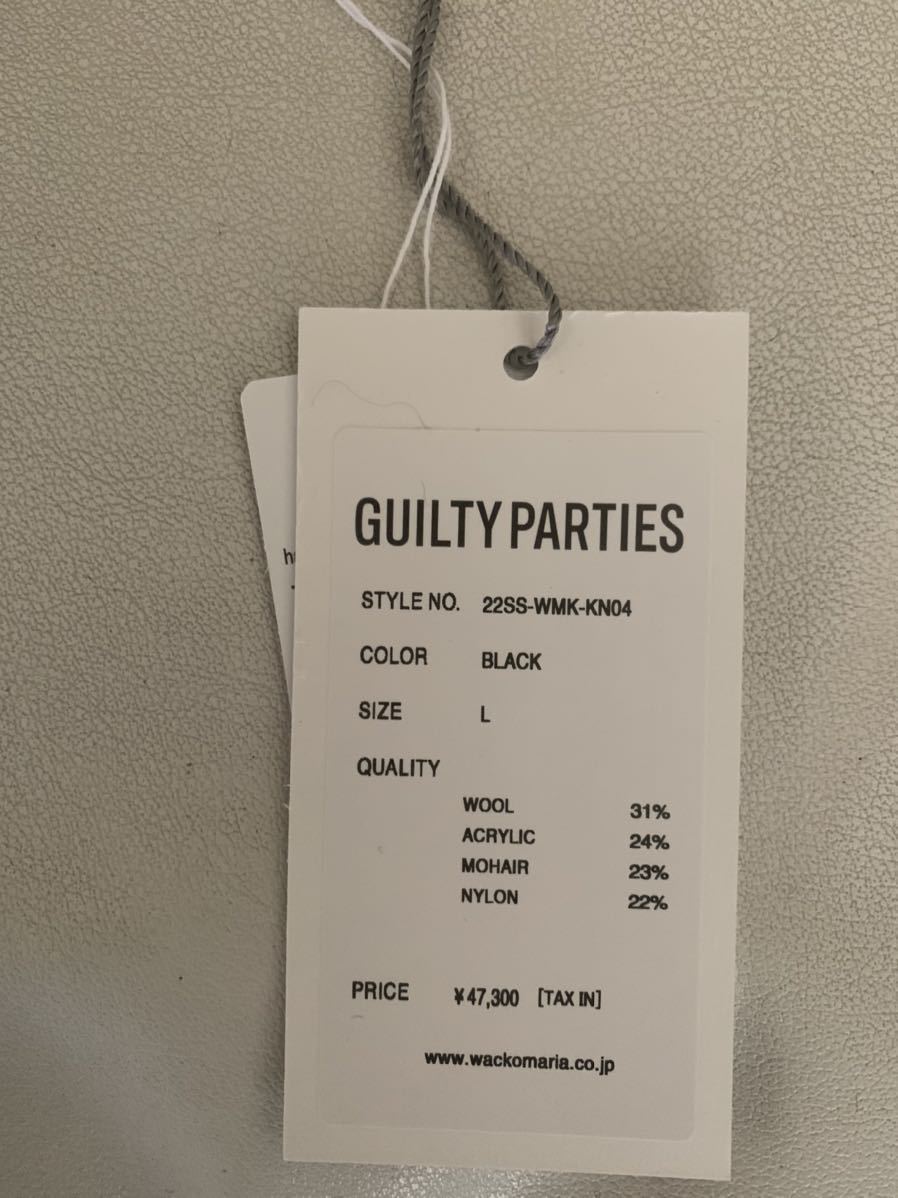 GUILTY PARTIES
STYLE NO. 22SS-WMK-KN04
COLOR BLACK
SIZE L
QUALITY
WOOL 31%
ACRYLIC 24%
MOHAIR 23%
NYLON 22%
PRICE ¥47,300 [TAX IN]
www.wackomaria.co.jp